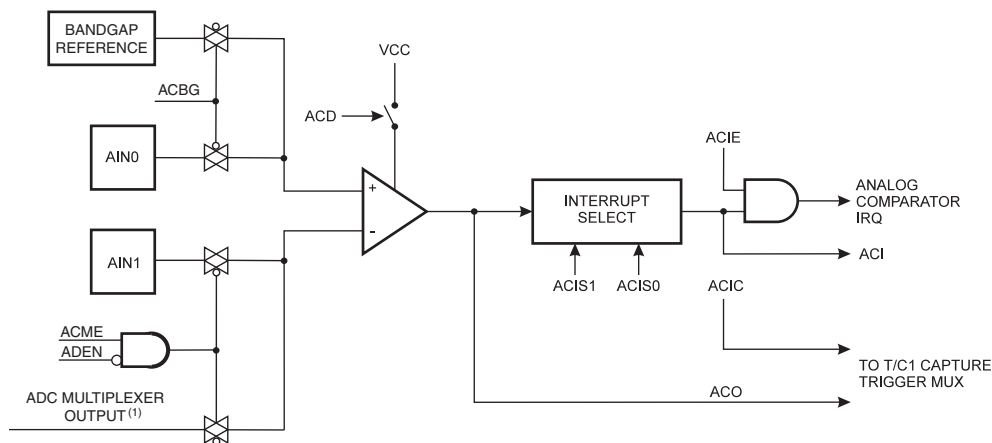 BANDGAP
REFERENCE
VCC
ACBG
ACD
AIN0
ACIE
+
-
INTERRUPT
SELECT
ANALOG
COMPARATOR
IRQ
AIN1
ACI
ACIS1 ACIS0 ACIC
ACME
ADEN
TO T/C1 CAPTURE
TRIGGER MUX
ADC MULTIPLEXER
OUTPUT (1)
ACO